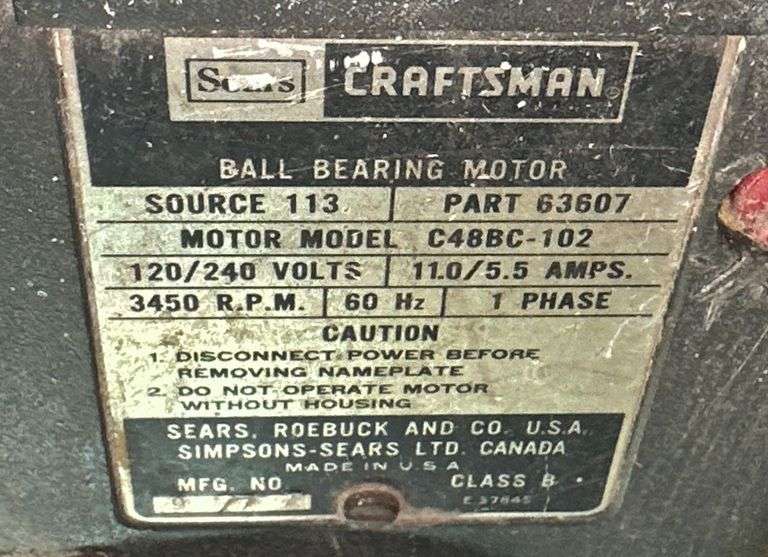 Sears CRAFTSMAN
BALL BEARING MOTOR
SOURCE 113 PART 63607
MOTOR MODEL C48BC-102
120/240 VOLTS 11.0/5.5 AMPS.
3450 R.P.M. 60 Hz 1 PHASE
CAUTION
1. DISCONNECT POWER BEFORE
REMOVING NAMEPLATE
2. DO NOT OPERATE MOTOR
WITHOUT HOUSING
SEARS, ROEBUCK AND CO. U.S.A.
SIMPSONS-SEARS LTD. CANADA
MADE IN U S A
MFG. NO. CLASS B
E 37845